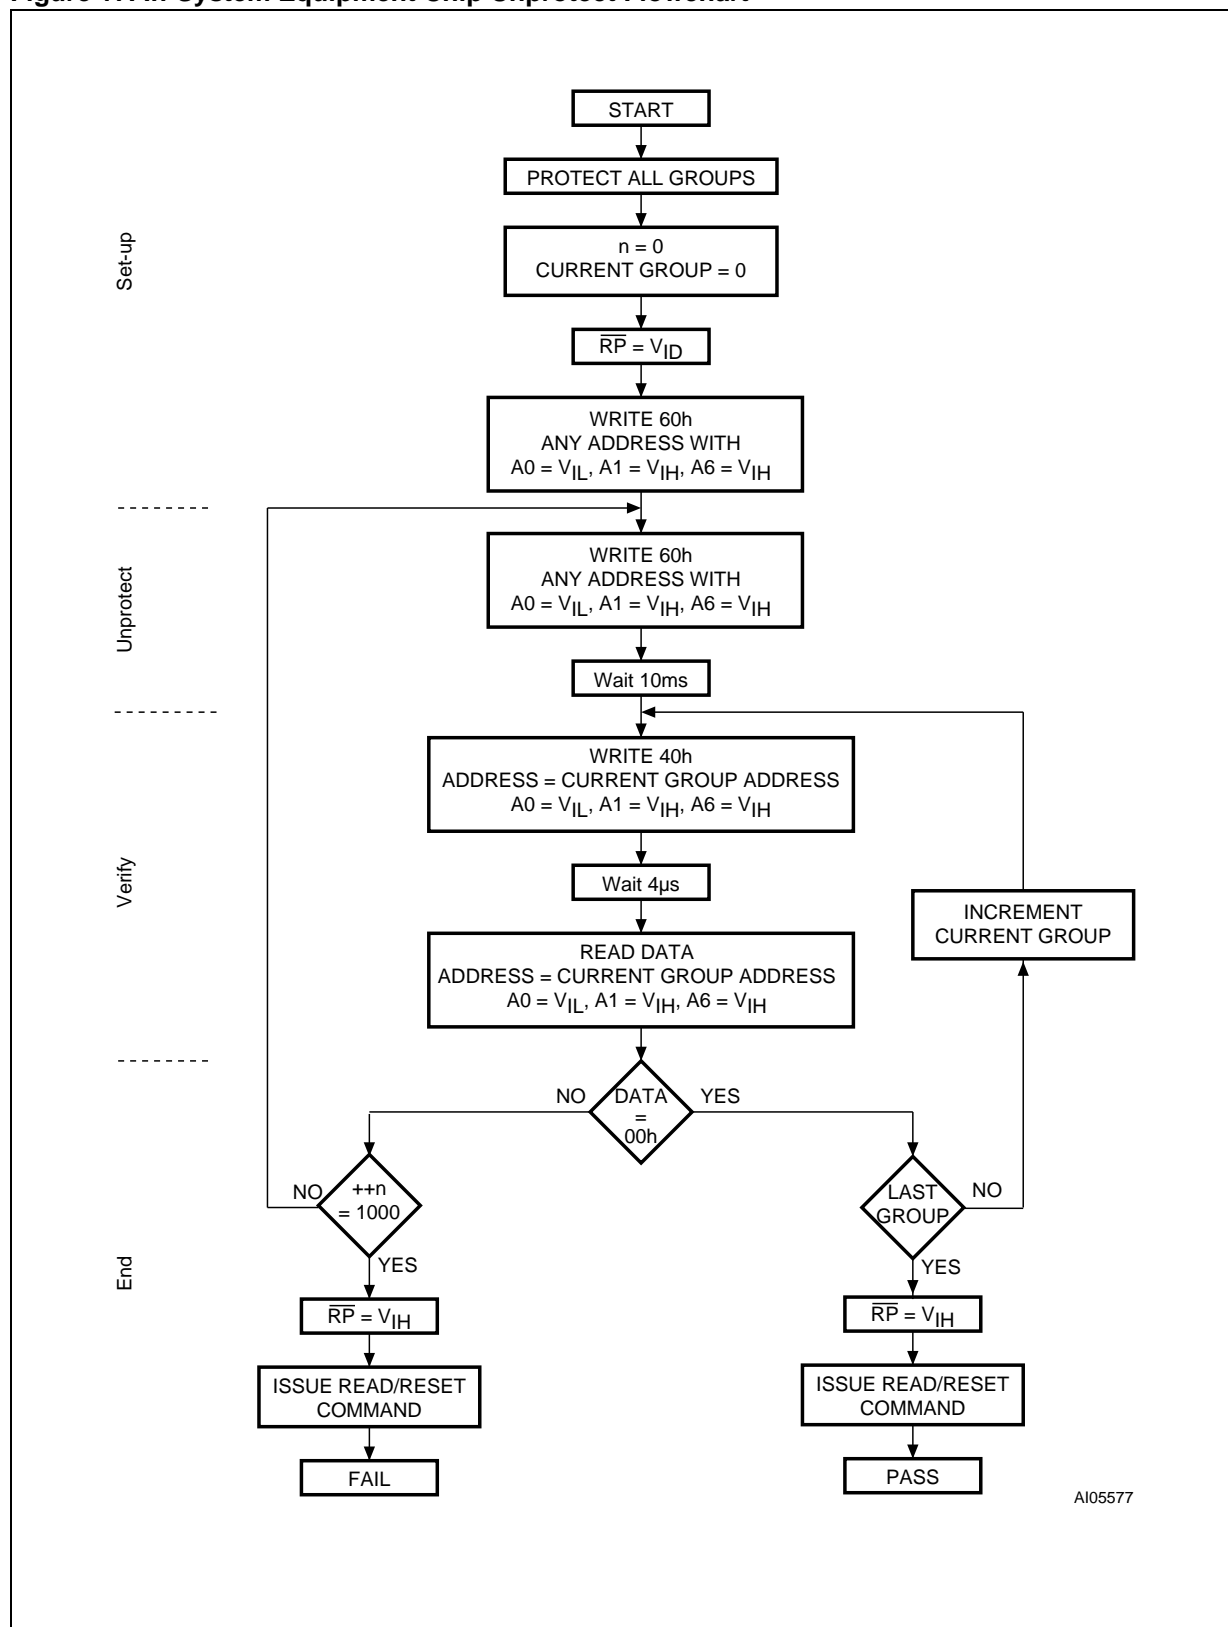 START
PROTECT ALL GROUPS
n = 0
CURRENT GROUP = 0
Set-up
RP = VID
WRITE 60h
ANY ADDRESS WITH
A0 = VIL, A1 = VIH, A6 = VIH
WRITE 60h
ANY ADDRESS WITH
A0 = VIL, A1 = VIH, A6 = VIH
Unprotect
Wait 10ms
WRITE 40h
ADDRESS = CURRENT GROUP ADDRESS
A0 = VIL, A1 = VIH, A6 = VIH
Verify
Wait 4µs
INCREMENT
CURRENT GROUP
READ DATA
ADDRESS = CURRENT GROUP ADDRESS
A0 = VIL, A1 = VIH, A6 = VIH
NO
DATA
=
00h
YES
NO
++n
= 1000
LAST
GROUP
NO
End
YES
YES
RP = VIH
RP = VIH
ISSUE READ/RESET
COMMAND
ISSUE READ/RESET
COMMAND
FAIL
PASS
AI05577